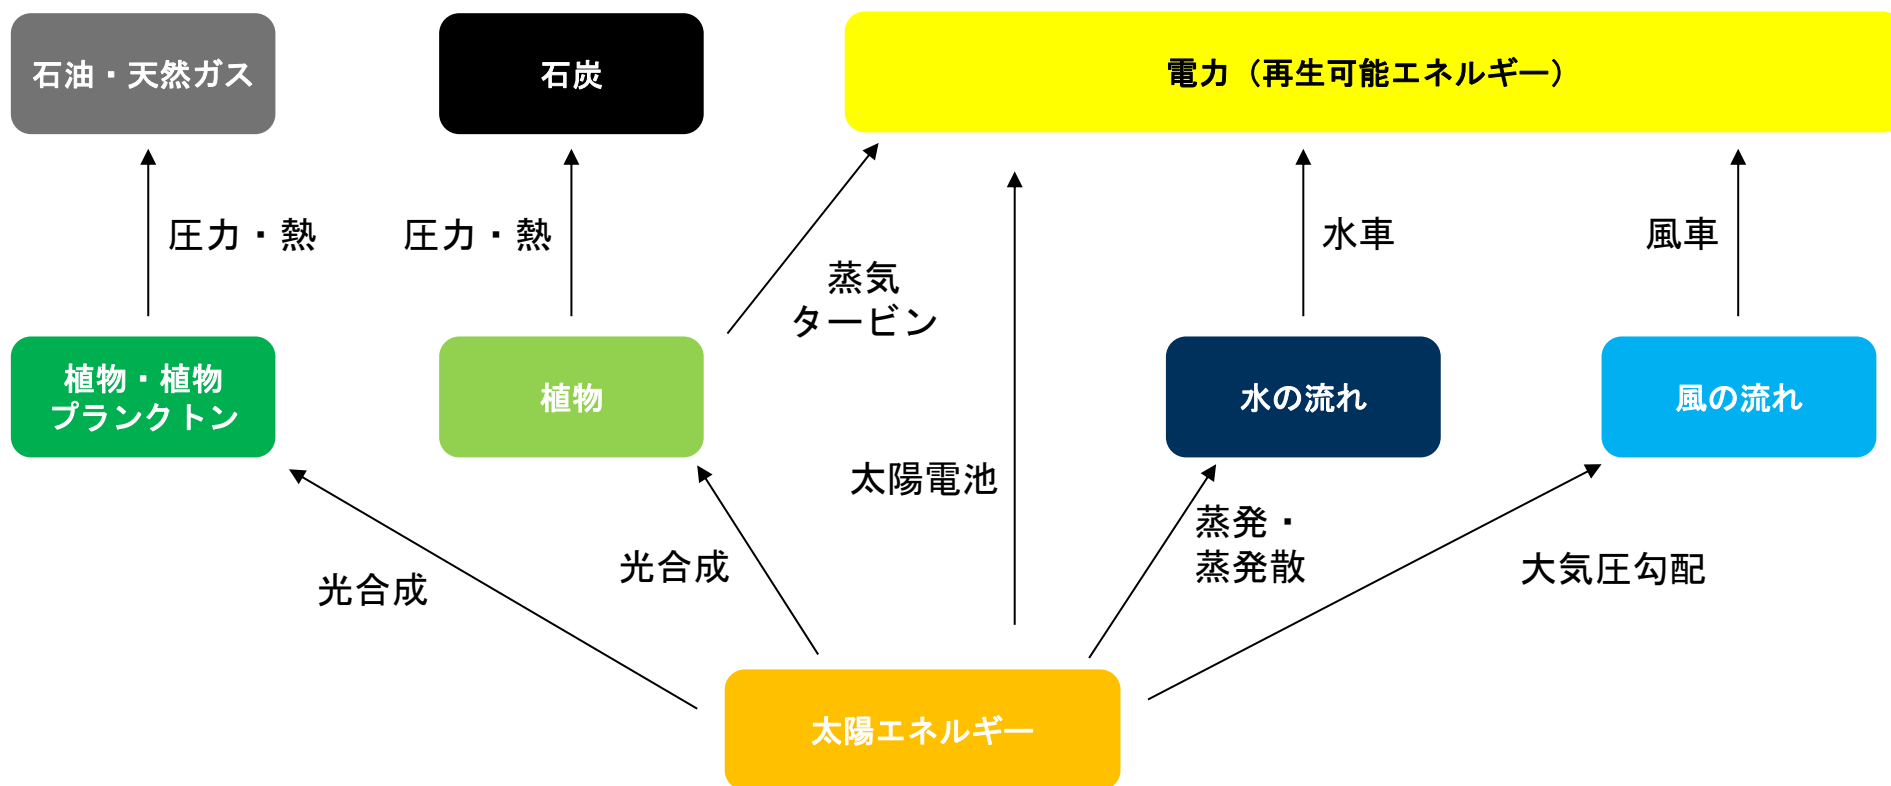 石油・天然ガス
石炭
電力（再生可能エネルギー）
圧力・熱
圧力・熱
蒸気
タービン
水車
風車
植物・植物
プランクトン
植物
水の流れ
風の流れ
光合成
光合成
太陽電池
蒸発・
蒸発散
大気圧勾配
太陽エネルギー